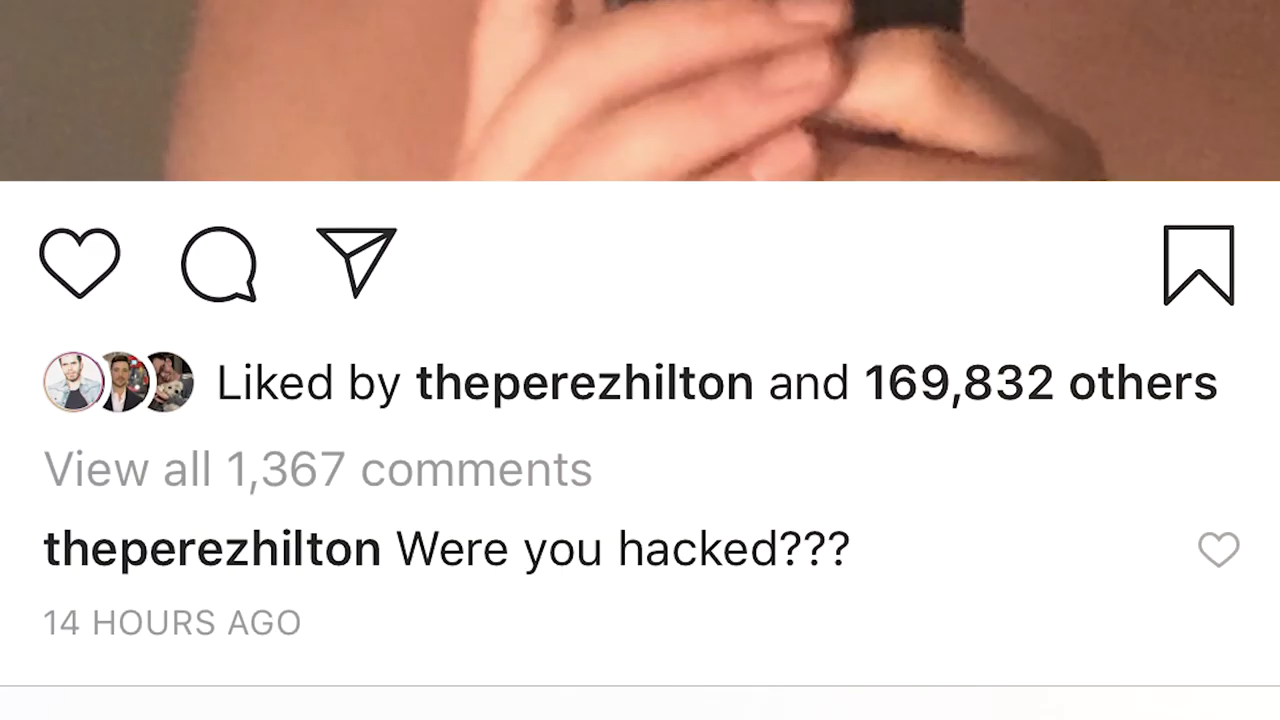 Liked by theperezhilton and 169,832 others
View all 1,367 comments
theperezhilton Were you hacked???
14 HOURS AGO